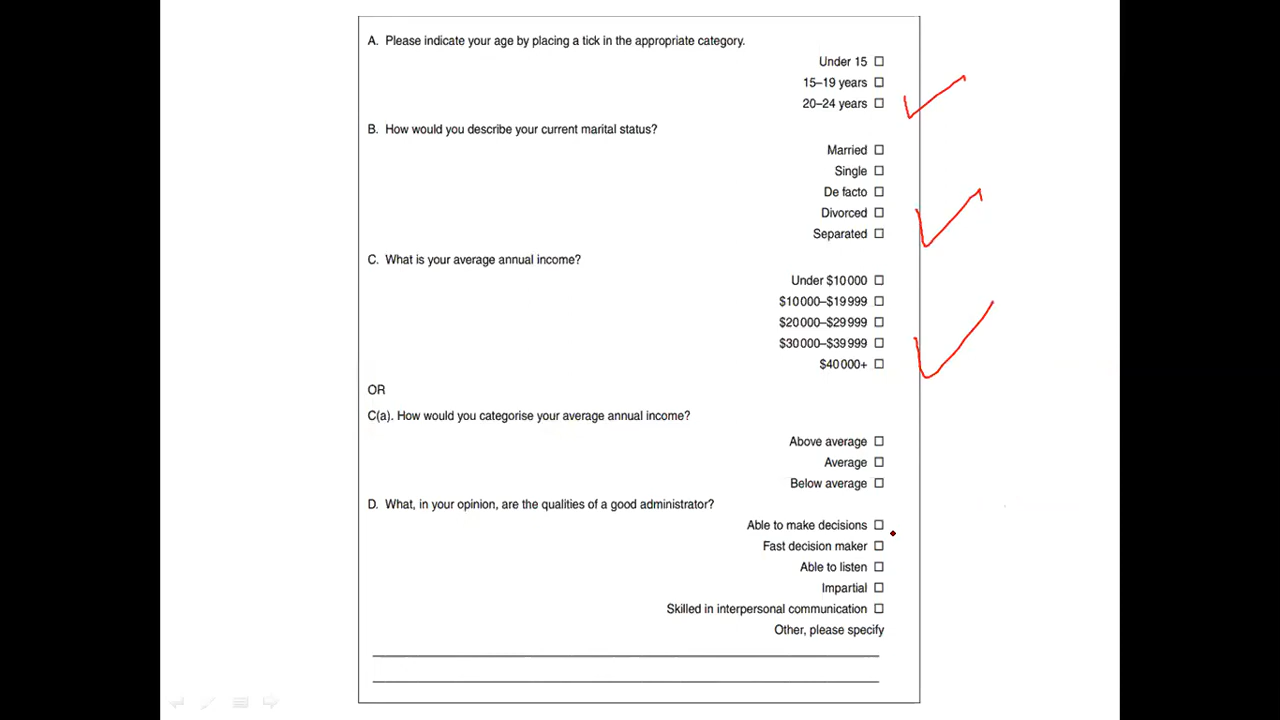 A. Please indicate your age by placing a tick in the appropriate category.
Under 15
15–19 years
20–24 years
B. How would you describe your current marital status?
Married
Single
De facto
Divorced
Separated
C. What is your average annual income?
Under $10 000
$10 000–$19 999
$20 000–$29 999
$30 000–$39 999
$40 000+
OR
C(a). How would you categorise your average annual income?
Above average
Average
Below average
D. What, in your opinion, are the qualities of a good administrator?
Able to make decisions
Fast decision maker
Able to listen
Impartial
Skilled in interpersonal communication
Other, please specify